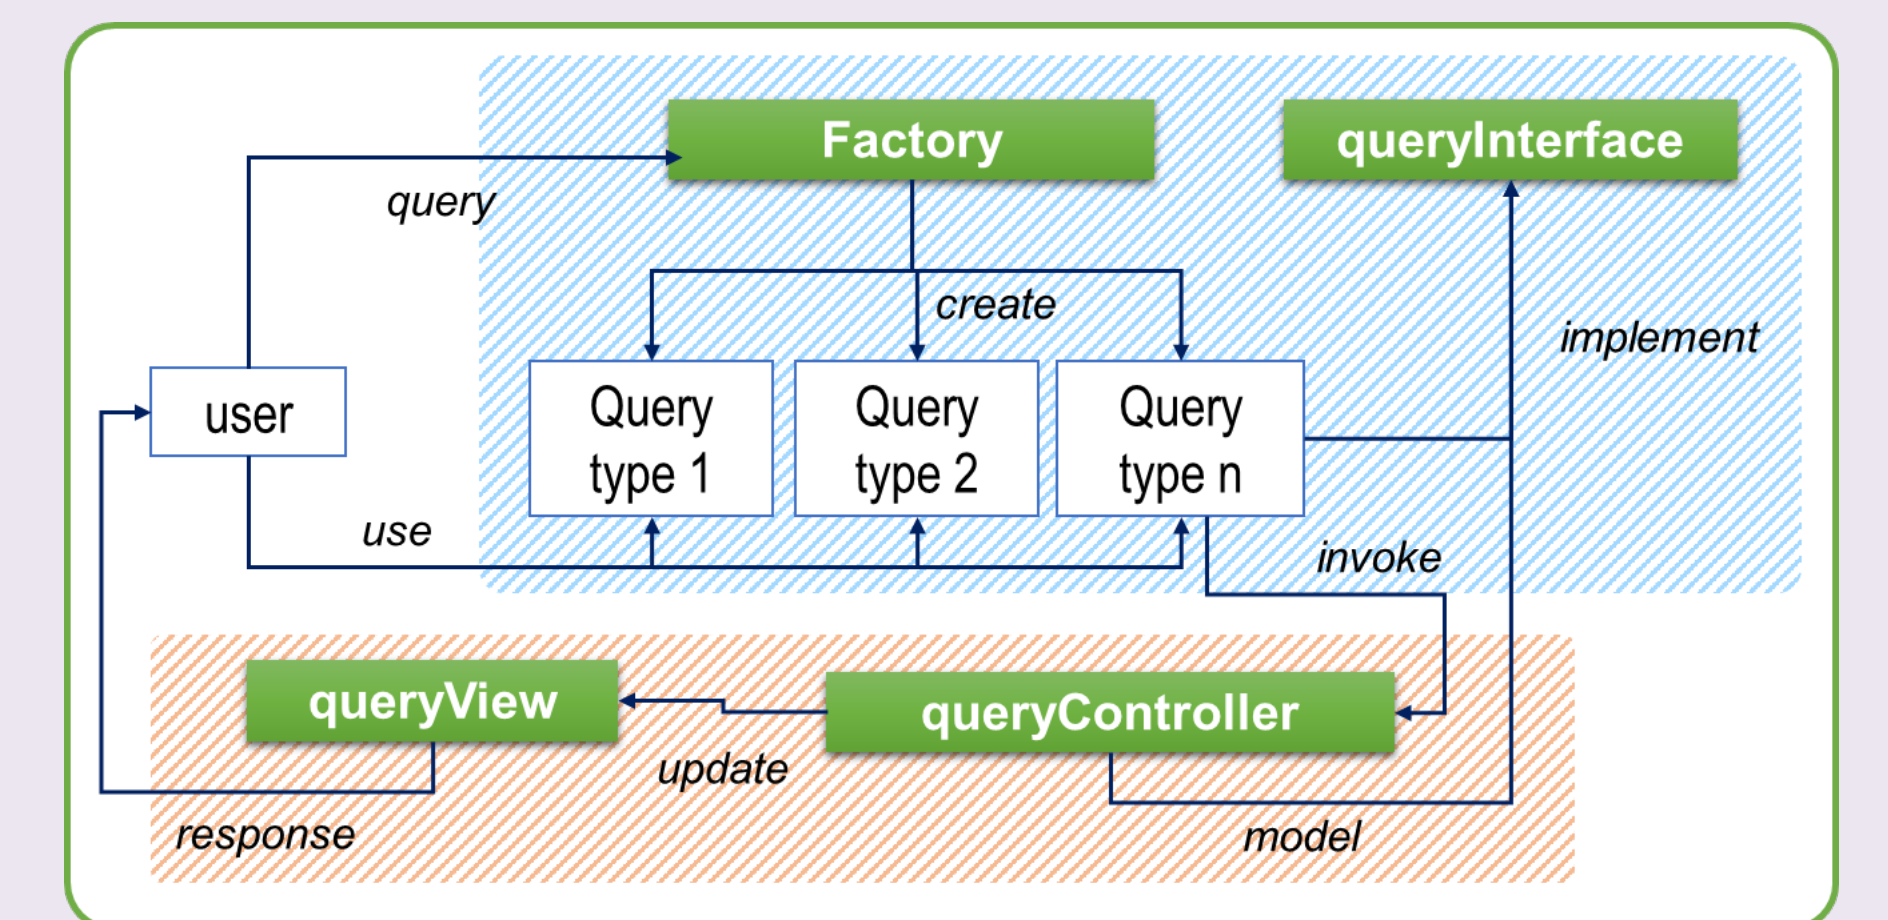 Factory
queryInterface
query
create
implement
user
Query
type 1
Query
type 2
Query
type n
use
invoke
queryView
queryController
update
response
model